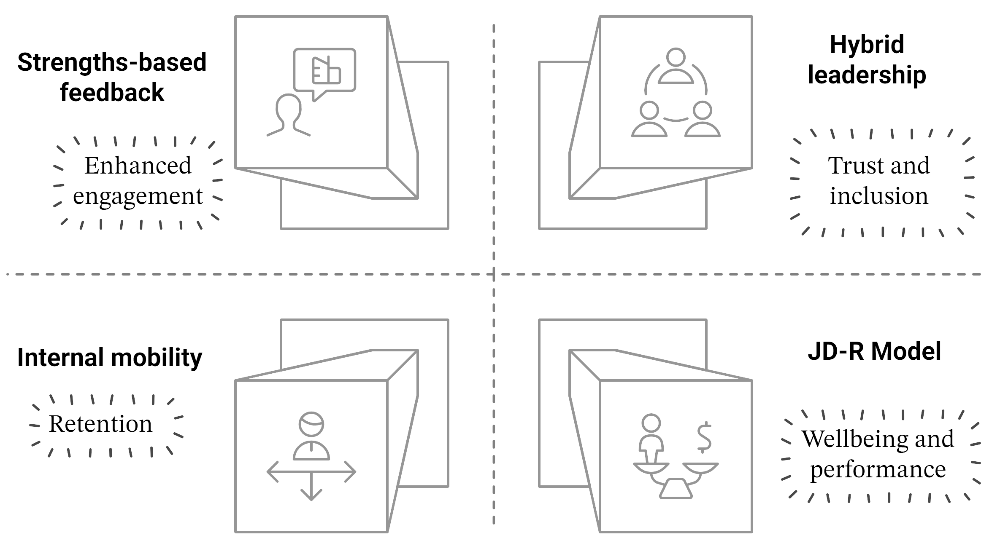 Strengths-based
feedback
Enhanced
engagement
Hybrid
leadership
Trust and
inclusion
Internal mobility
Retention
JD-R Model
Wellbeing and
performance
$